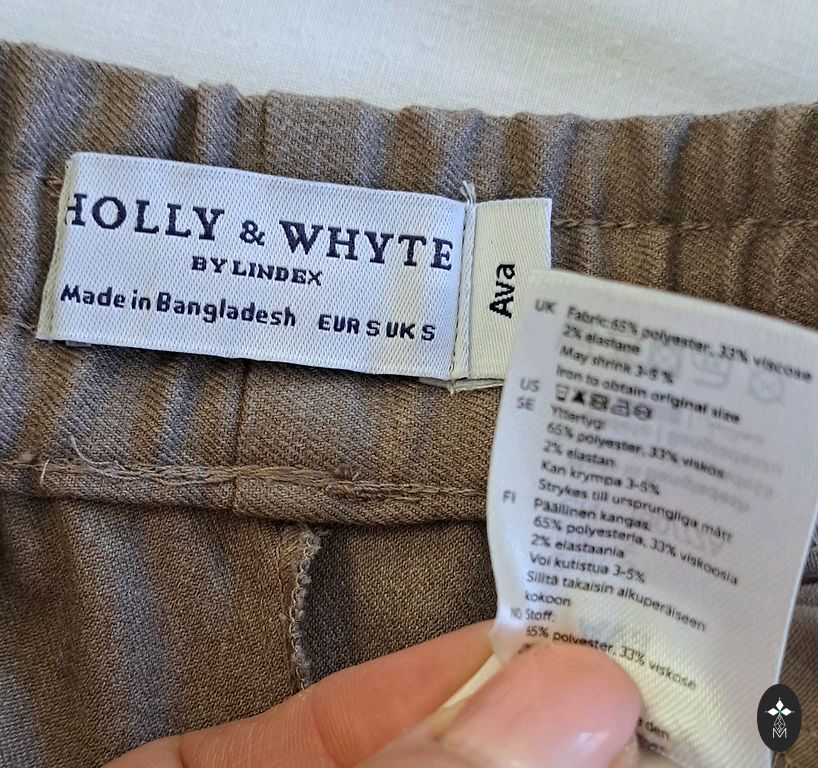 HOLLY & WHYTE
BY LINDEX
Made in Bangladesh EUR S UK S
Ava
UK Fabric:65% polyester, 33% viscose
2% elastane
May shrink 3-5 %
Iron to obtain original size
US
SE Yttertyg:
65% polyester, 33% viskos
2% elastan
Kan krympa 3-5%
Strykes till ursprungliga mått
FI Päällinen kangas:
65% polyesteria, 33% viskoosia
2% elastaania
Voi kutistua 3-5%
Silitä takaisin alkuperäiseen
kokoon
NO Stoff:
65% polyester, 33% viskose
den
M